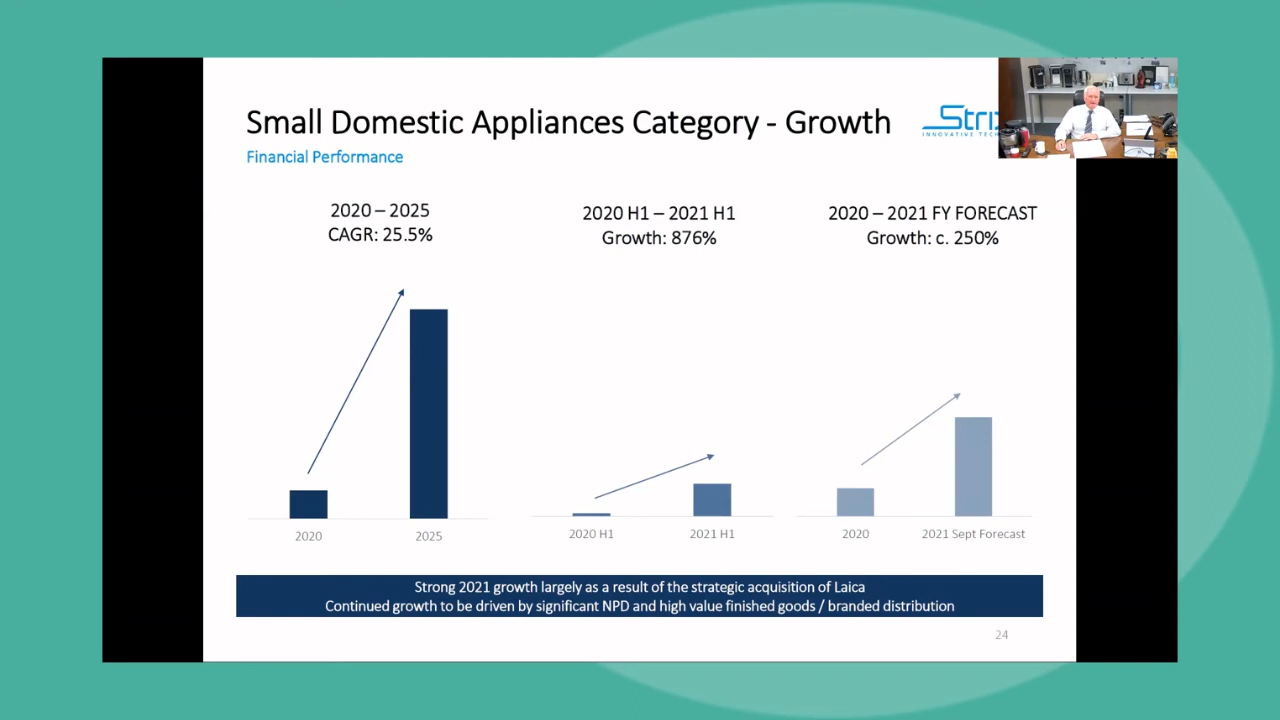 Small Domestic Appliances Category - Growth
Financial Performance
2020 – 2025
CAGR: 25.5%
2020 H1 – 2021 H1
Growth: 876%
2020 – 2021 FY FORECAST
Growth: c. 250%
2020
2025
2020 H1
2021 H1
2020
2021 Sept Forecast
Strong 2021 growth largely as a result of the strategic acquisition of Laica
Continued growth to be driven by significant NPD and high value finished goods / branded distribution
24